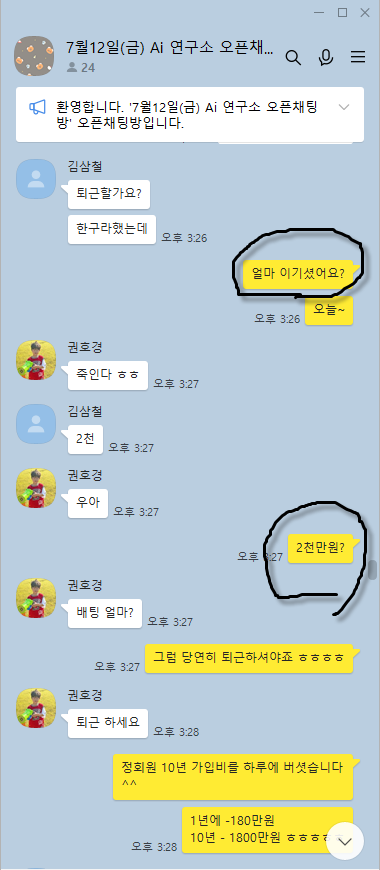 7월12일(금) Ai 연구소 오픈채...
24
환영합니다. '7월12일(금) Ai 연구소 오픈채팅
방' 오픈채팅방입니다.
김삼철
퇴근할가요?
한구라했는데
오후 3:26
얼마 이기셨어요?
오늘~
오후 3:26
권호경
죽인다 ㅎㅎ
오후 3:27
김삼철
2천
오후 3:27
권호경
우아
오후 3:27
2천만원?
오후 3:27
권호경
배팅 얼마?
오후 3:27
그럼 당연히 퇴근하셔야죠 ㅎㅎㅎㅎ
오후 3:27
권호경
퇴근 하세요
오후 3:28
정회원 10년 가입비를 하루에 버셧습니다
^^
1년에 -180만원
10년 - 1800만원 ㅎㅎㅎ
오후 3:28